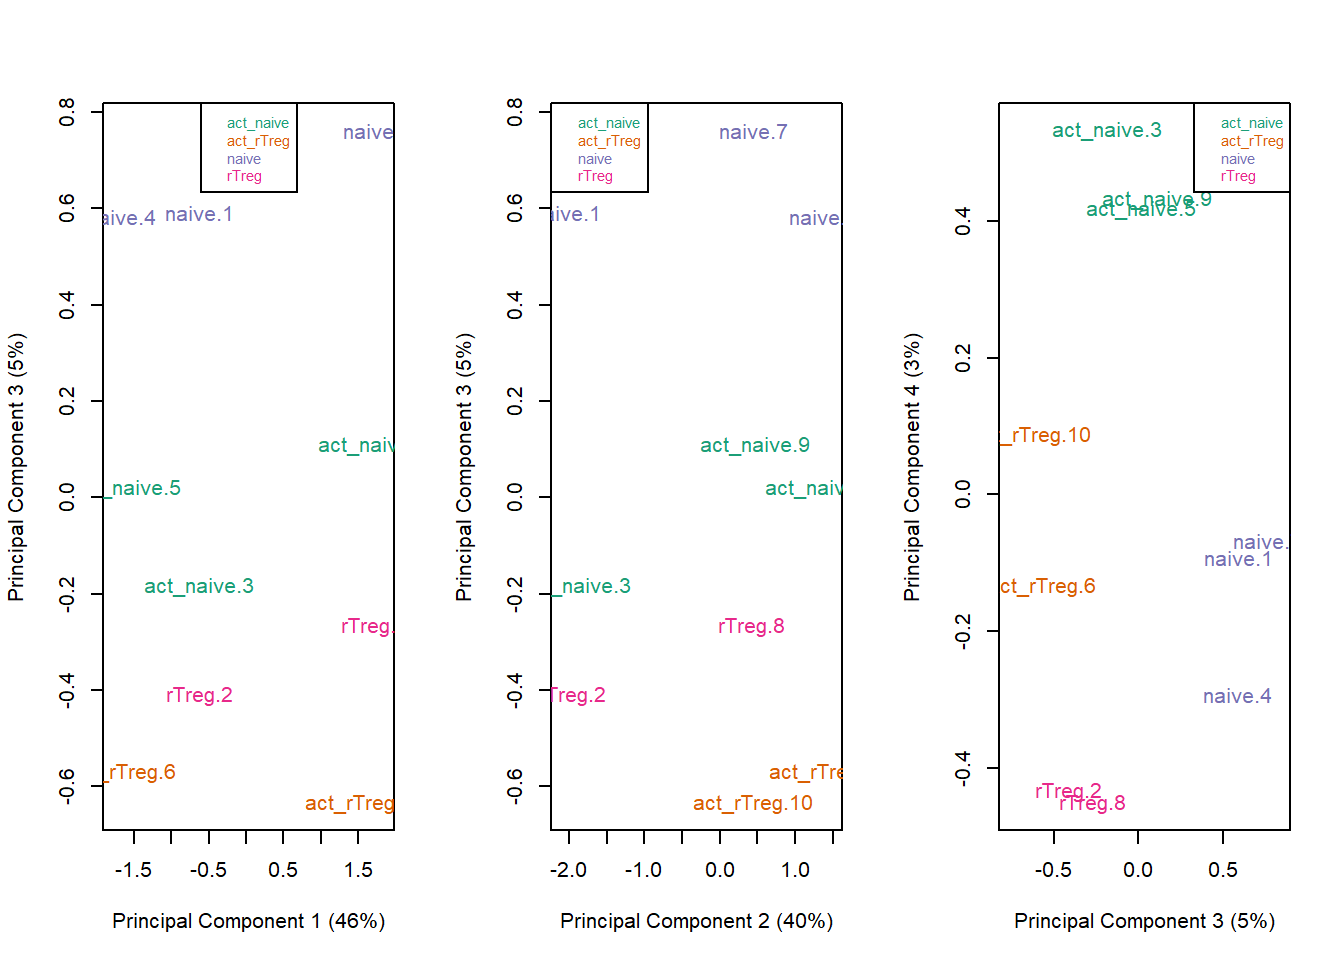 Principal Component 3 (5%)
0.8
0.6
0.4
0.2
0.0
-0.2
-0.4
-0.6
act_naive
act_rTreg
naive
rTreg
naive
aive.4
naive.1
act_naiv
_naive.5
act_naive.3
rTreg.
rTreg.2
_rTreg.6
act_rTreg
-1.5 -0.5 0.5 1.5
Principal Component 1 (46%)
Principal Component 3 (5%)
0.8
0.6
0.4
0.2
0.0
-0.2
-0.4
-0.6
act_naive
act_rTreg
naive
rTreg
naive.7
aive.1
naive.
act_naive.9
act_naiv
_naive.3
rTreg.8
Treg.2
act_rTre
act_rTreg.10
-2.0 -1.0 0.0 1.0
Principal Component 2 (40%)
Principal Component 4 (3%)
0.4
0.2
0.0
-0.2
-0.4
act_naive
act_rTreg
naive
rTreg
act_naive.3
act_naive.9
act_naive.5
_rTreg.10
naive.
naive.1
ct_rTreg.6
naive.4
rTreg.2
rTreg.8
-0.5 0.0 0.5
Principal Component 3 (5%)